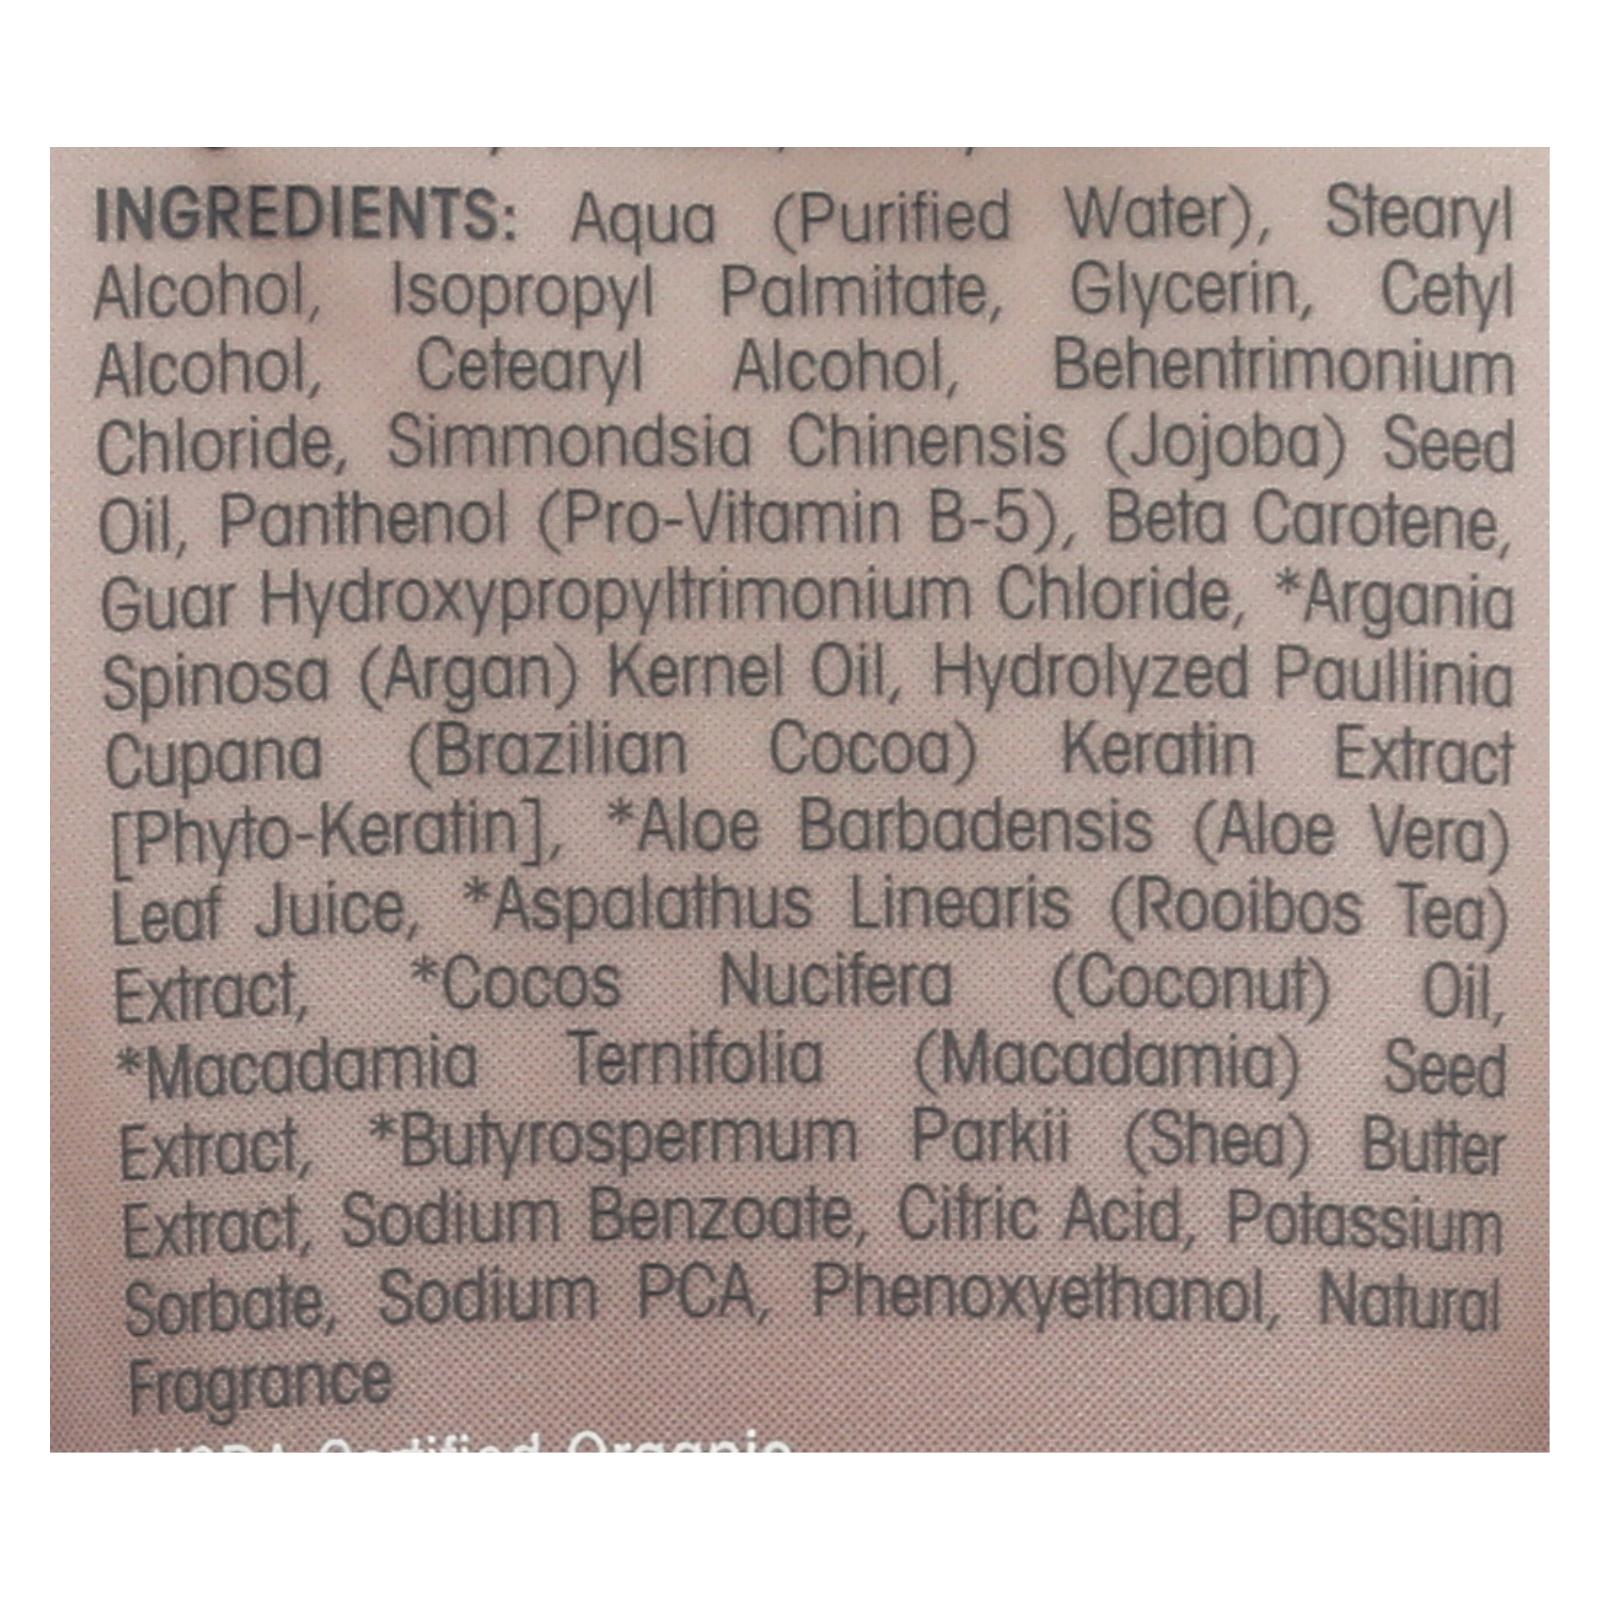 INGREDIENTS: Aqua (Purified Water), Stearyl
Alcohol, Isopropyl Palmitate, Glycerin, Cetyl
Alcohol, Cetearyl Alcohol, Behentrimonium
Chloride, Simmondsia Chinensis (Jojoba) Seed
Oil, Panthenol (Pro-Vitamin B-5), Beta Carotene,
Guar Hydroxypropyltrimonium Chloride, *Argania
Spinosa (Argan) Kernel Oil, Hydrolyzed Paullinia
Cupana (Brazilian Cocoa) Keratin Extract
[Phyto-Keratin], *Aloe Barbadensis (Aloe Vera)
Leaf Juice, *Aspalathus Linearis (Rooibos Tea)
Extract, *Cocos Nucifera (Coconut) Oil,
*Macadamia Ternifolia (Macadamia) Seed
Extract, *Butyrospermum Parkii (Shea) Butter
Extract, Sodium Benzoate, Citric Acid, Potassium
Sorbate, Sodium PCA, Phenoxyethanol, Natural
Fragrance
Certified Organic